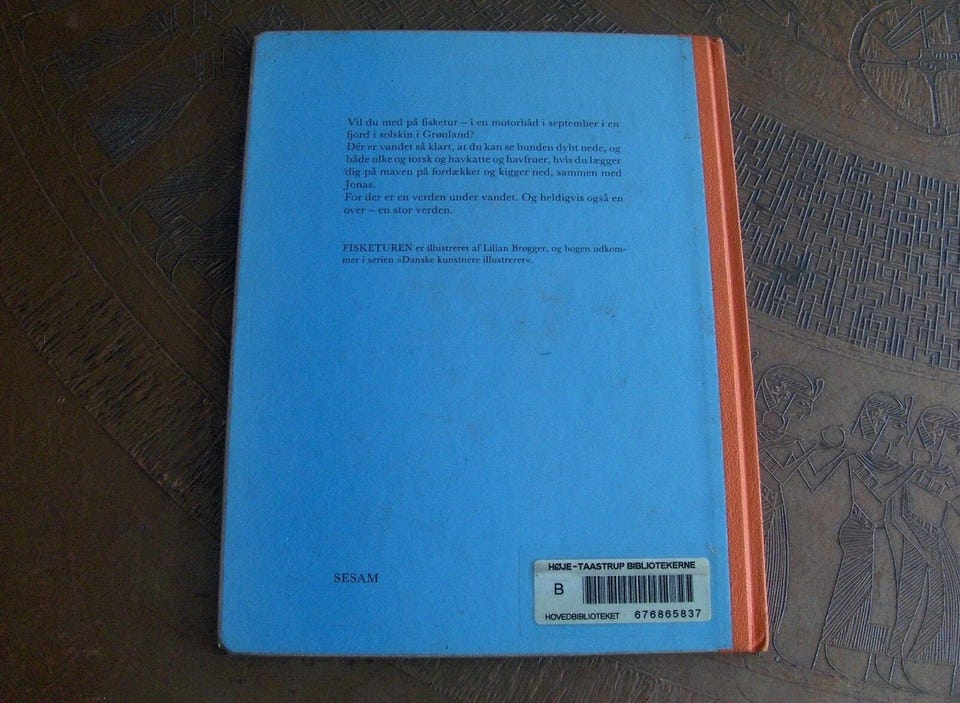 Vil du med på fisketur – i en motorbåd i september i en
fjord i solskin i Grønland?
Dér er vandet så klart, at du kan se bunden dybt nede, og
både ulke og torsk og havkatte og havfruer, hvis du lægger
dig på maven på fordækket og kigger ned, sammen med
Jonas.
For der er en verden under vandet. Og heldigvis også en
over – en stor verden.
FISKETUREN er illustreret af Lilian Brøgger, og bogen udkom-
mer i serien »Danske kunstnere illustrerer«.
SESAM
HØJE-TAASTRUP BIBLIOTEKERNE
B
HOVEDBIBLIOTEKET 676865837